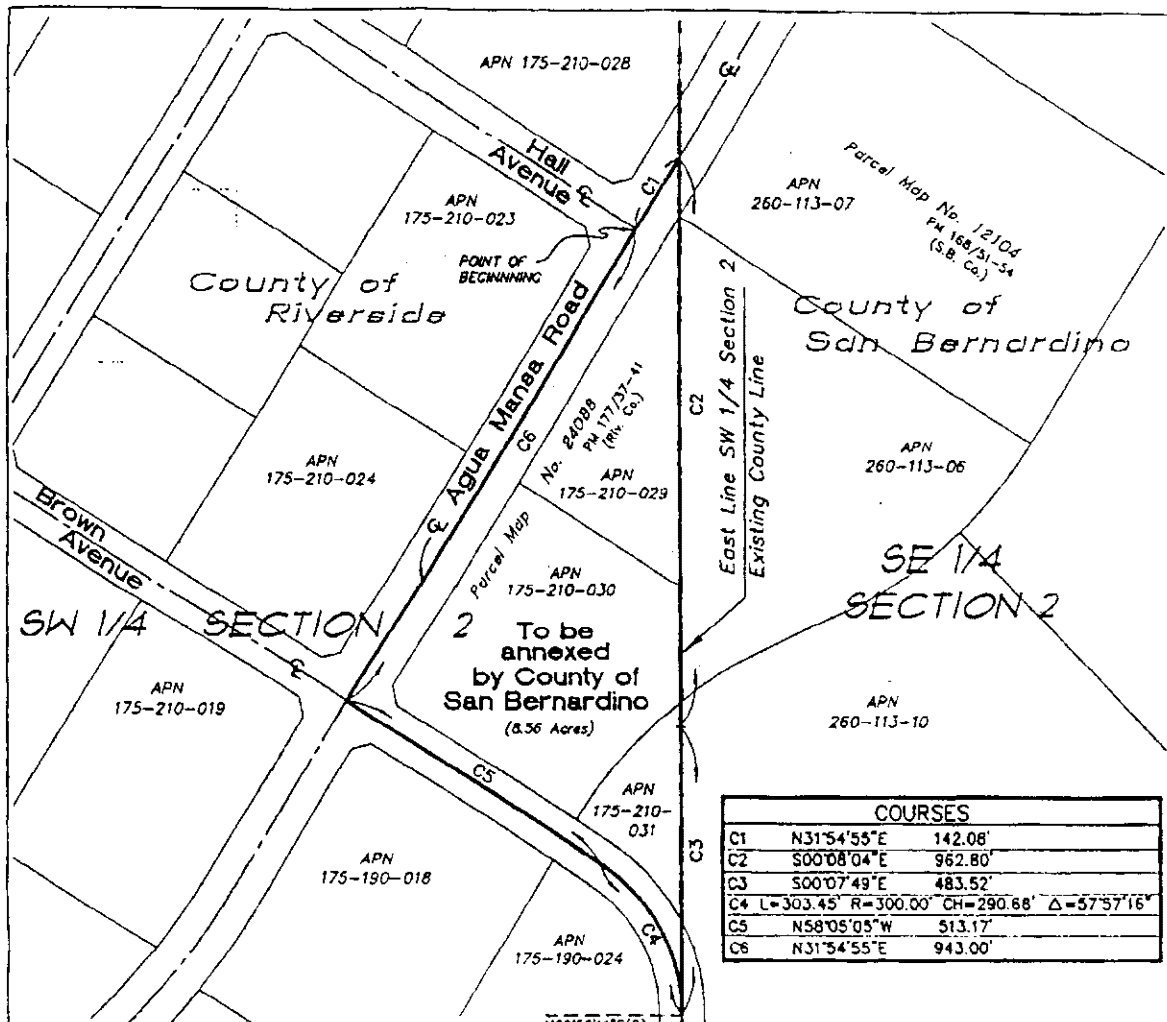 APN 175-210-028
℄
Hall
Avenue
℄
C1
Parcel Map No. 12104
PM 168/51-54
(S.B. Co.)
APN
260-113-07
APN
175-210-023
POINT OF
BEGINNNING
County of
Riverside
County of
San Bernardino
East Line SW 1/4 Section 2
Existing County Line
Agua Mansa Road
℄
C6
C2
Parcel Map
No. 24088
PM 177/37-41
(Riv. Co.)
APN
175-210-029
APN
260-113-06
APN
175-210-024
Brown
Avenue
℄
APN
175-210-030
SE 1/4
SECTION 2
SW 1/4 SECTION 2
To be
annexed
by County of
San Bernardino
(8.56 Acres)
APN
175-210-019
APN
260-113-10
C5
APN
175-210-
031
C3
APN
175-190-018
C4
APN
175-190-024
COURSES
C1 N31°54'55"E 142.08'
C2 S00°08'04"E 962.80'
C3 S00°07'49"E 483.52'
C4 L=303.45' R=300.00' CH=290.68' Δ=57°57'16"
C5 N58°05'05"W 513.17'
C6 N31°54'55"E 943.00'